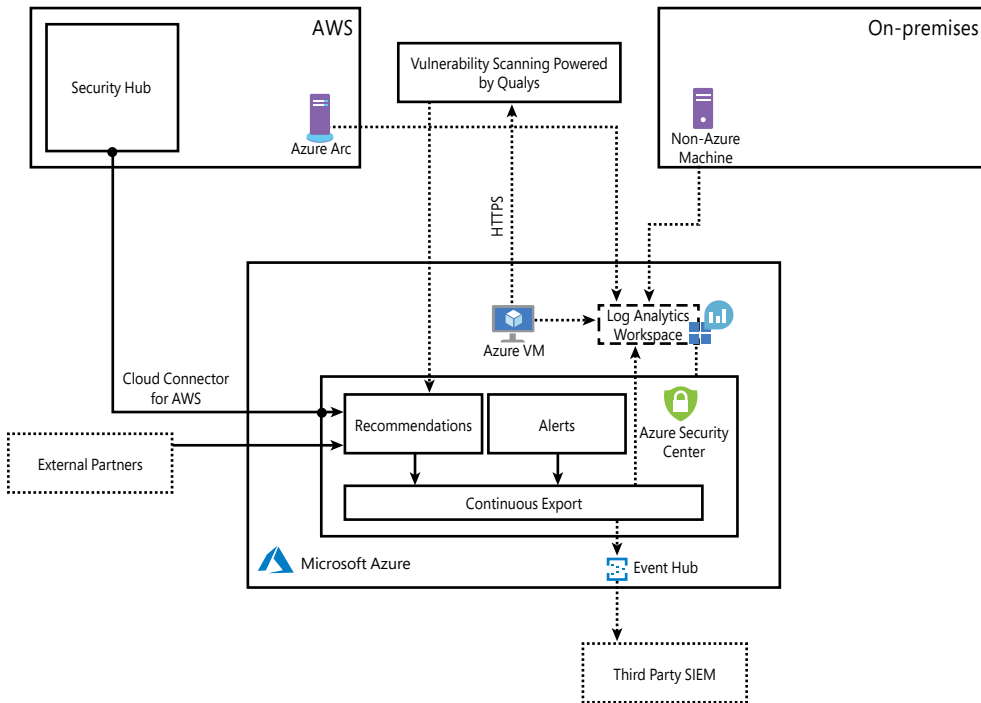 AWS
Security Hub
Azure Arc
Vulnerability Scanning Powered
by Qualys
On-premises
Non-Azure
Machine
HTTPS
Azure VM
Log Analytics
Workspace
Cloud Connector
for AWS
Recommendations
Alerts
Azure Security
Center
External Partners
Continuous Export
Microsoft Azure
Event Hub
Third Party SIEM